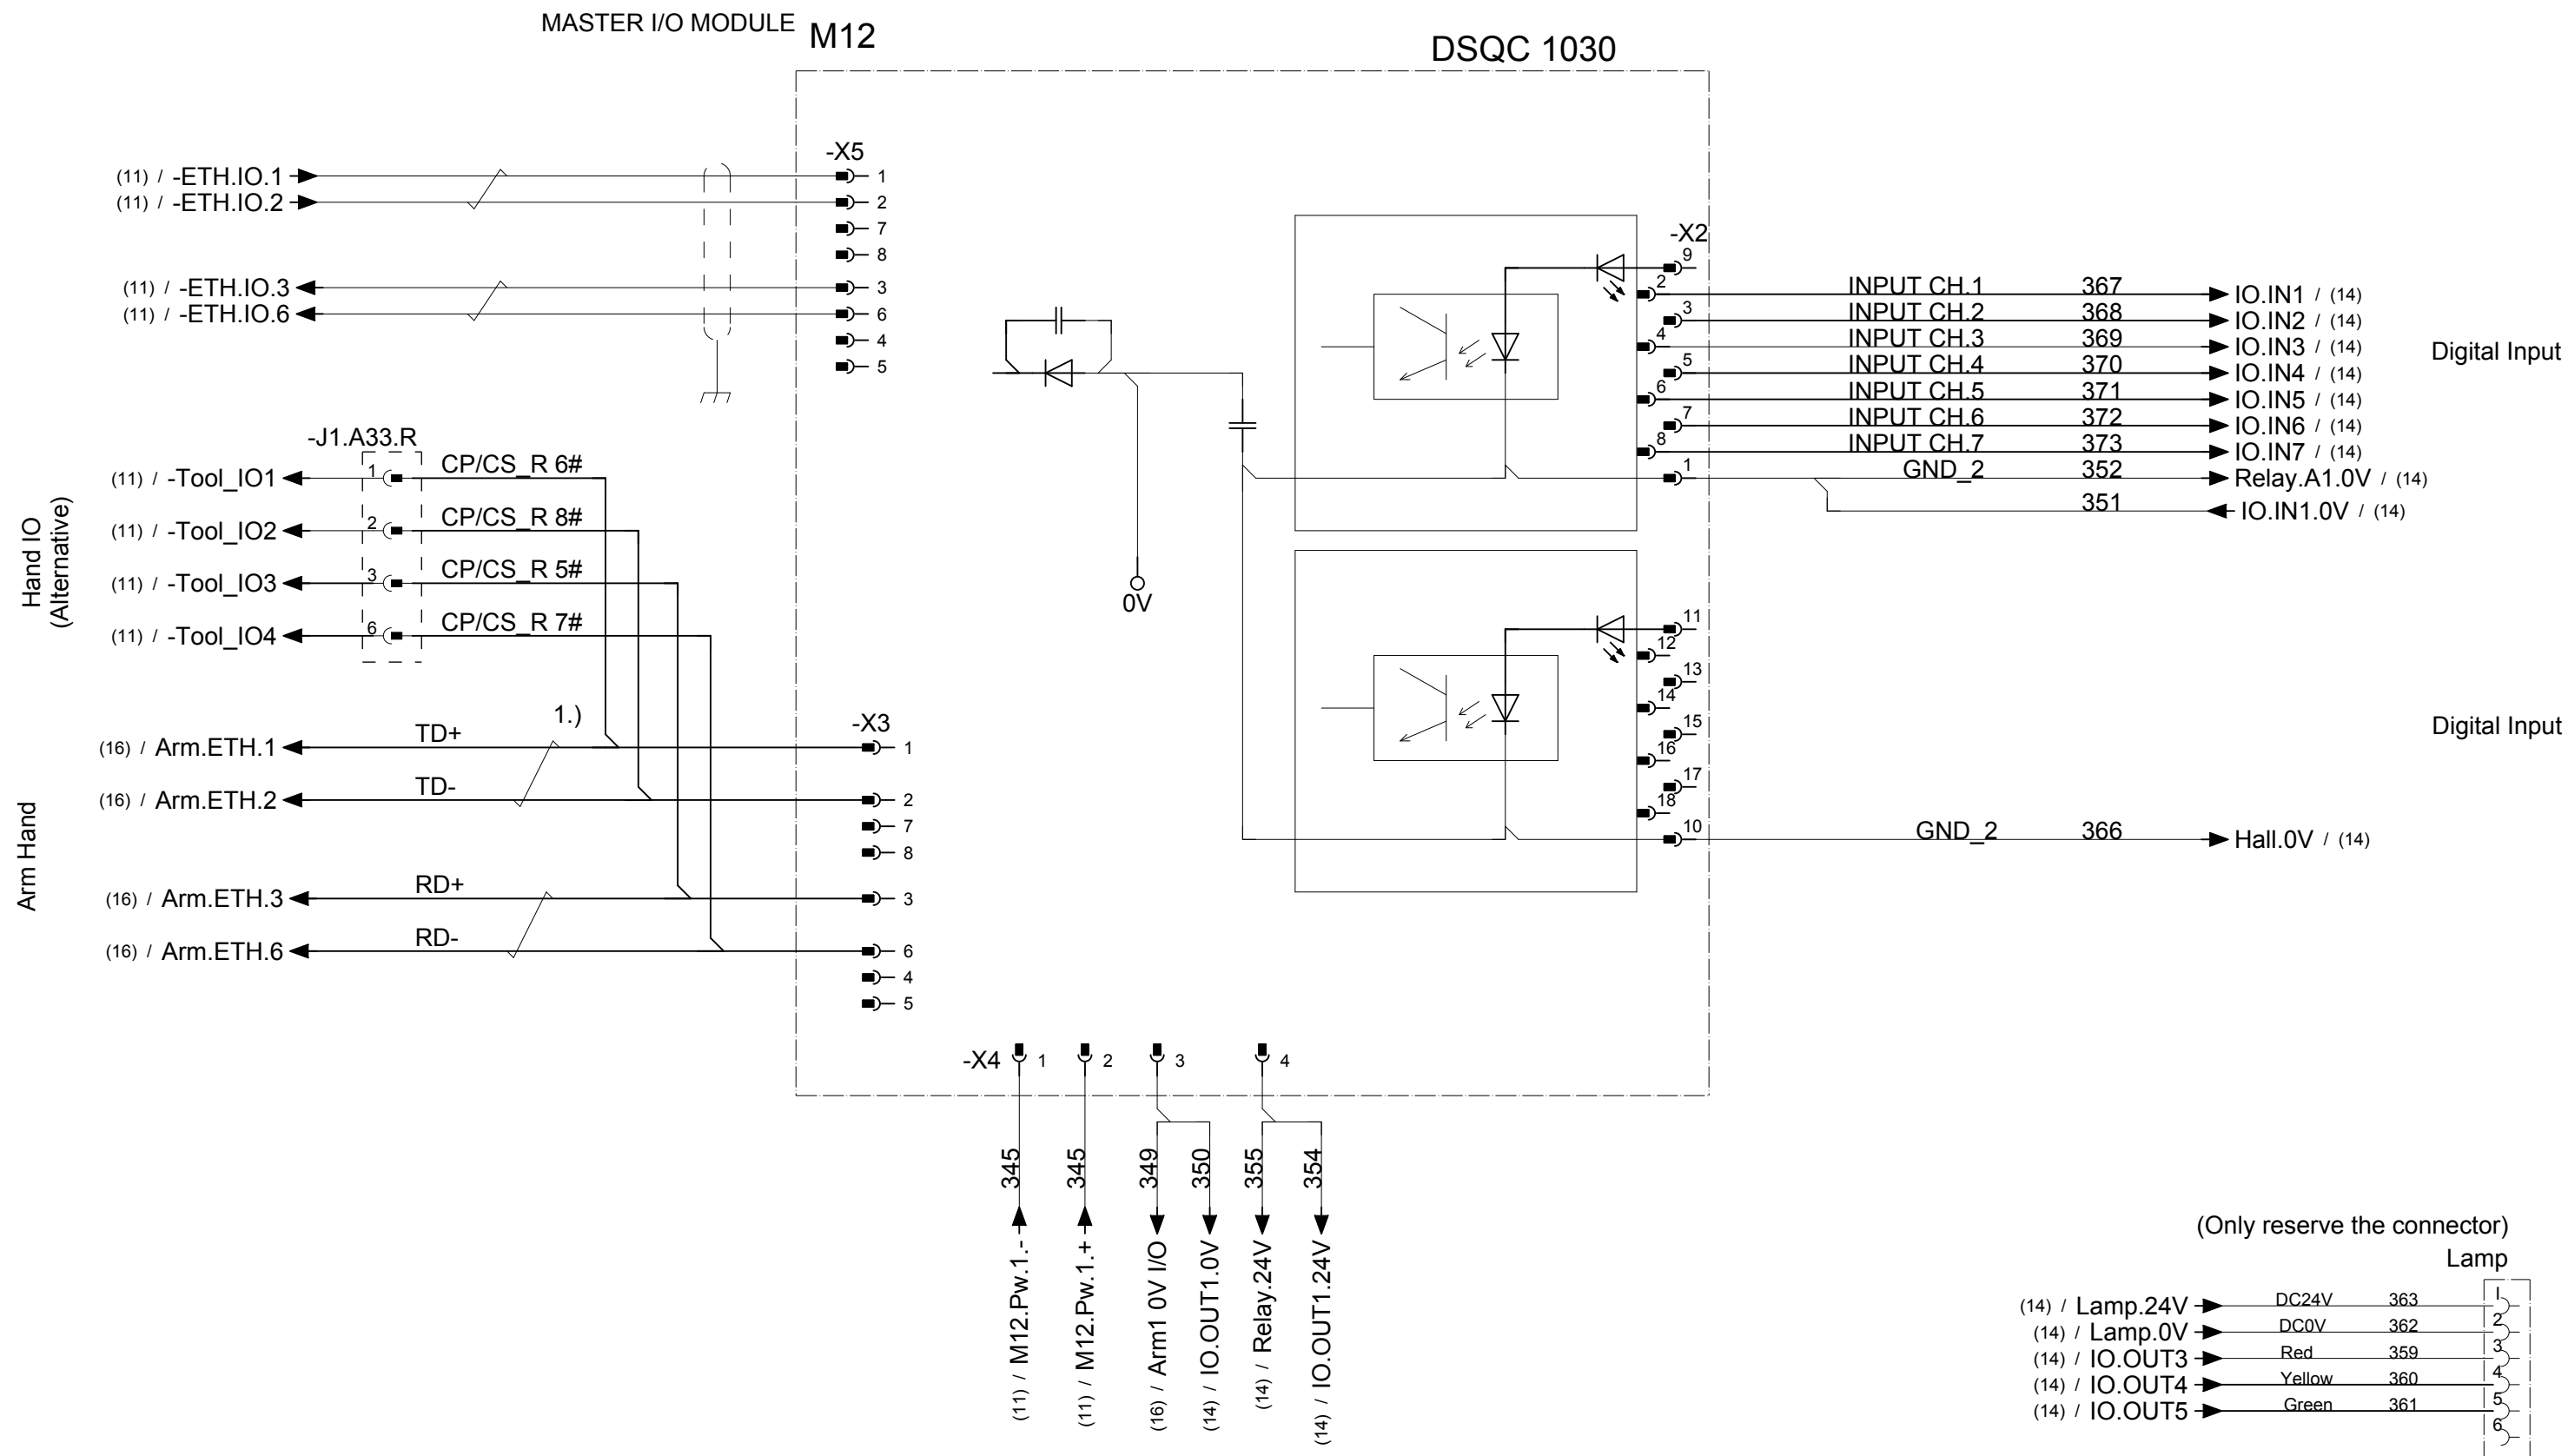 MASTER I/O MODULE M12
DSQC 1030
-X5
(11) / -ETH.IO.1 1
(11) / -ETH.IO.2 2
7
8
(11) / -ETH.IO.3 3
(11) / -ETH.IO.6 6
4
5
-X2
9
2 INPUT CH.1 367 IO.IN1 / (14)
3 INPUT CH.2 368 IO.IN2 / (14)
4 INPUT CH.3 369 IO.IN3 / (14)
5 INPUT CH.4 370 IO.IN4 / (14)
6 INPUT CH.5 371 IO.IN5 / (14)
7 INPUT CH.6 372 IO.IN6 / (14)
8 INPUT CH.7 373 IO.IN7 / (14)
1 GND_2 352 Relay.A1.0V / (14)
351 IO.IN1.0V / (14)
Digital Input
0V
Hand IO
(Alternative)
-J1.A33.R
(11) / -Tool_IO1 1 CP/CS_R 6#
(11) / -Tool_IO2 2 CP/CS_R 8#
(11) / -Tool_IO3 3 CP/CS_R 5#
(11) / -Tool_IO4 6 CP/CS_R 7#
11
12
13
14
15
16
17
18
10 GND_2 366 Hall.0V / (14)
Digital Input
Arm Hand
1.)
-X3
(16) / Arm.ETH.1 TD+ 1
(16) / Arm.ETH.2 TD- 2
7
8
(16) / Arm.ETH.3 RD+ 3
(16) / Arm.ETH.6 RD- 6
4
5
-X4 1 2 3 4
345 (11) / M12.Pw.1.-
345 (11) / M12.Pw.1.+
349 (16) / Arm1 0V I/O
350 (14) / IO.OUT1.0V
355 (14) / Relay.24V
354 (14) / IO.OUT1.24V
(Only reserve the connector)
Lamp
(14) / Lamp.24V DC24V 363 1
(14) / Lamp.0V DC0V 362 2
(14) / IO.OUT3 Red 359 3
(14) / IO.OUT4 Yellow 360 4
(14) / IO.OUT5 Green 361 5
6